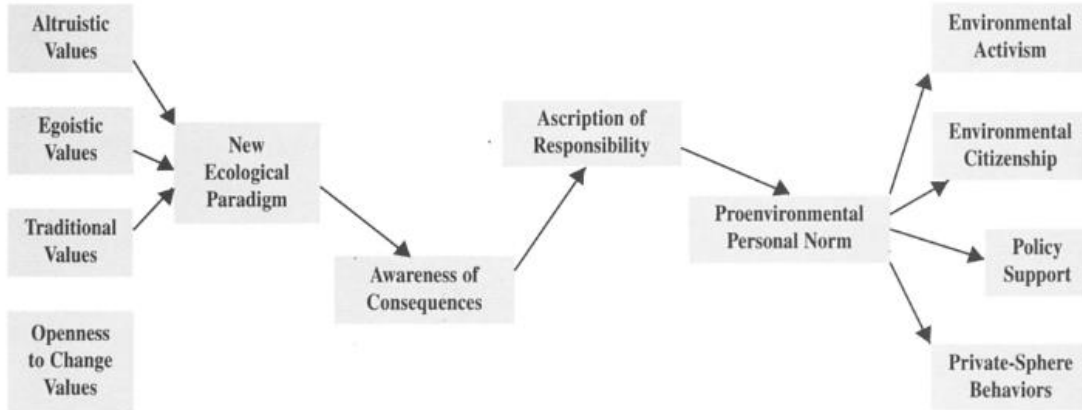 Altruistic
Values
Egoistic
Values
Traditional
Values
Openness
to Change
Values
New
Ecological
Paradigm
Awareness of
Consequences
Ascription of
Responsibility
Proenvironmental
Personal Norm
Environmental
Activism
Environmental
Citizenship
Policy
Support
Private-Sphere
Behaviors